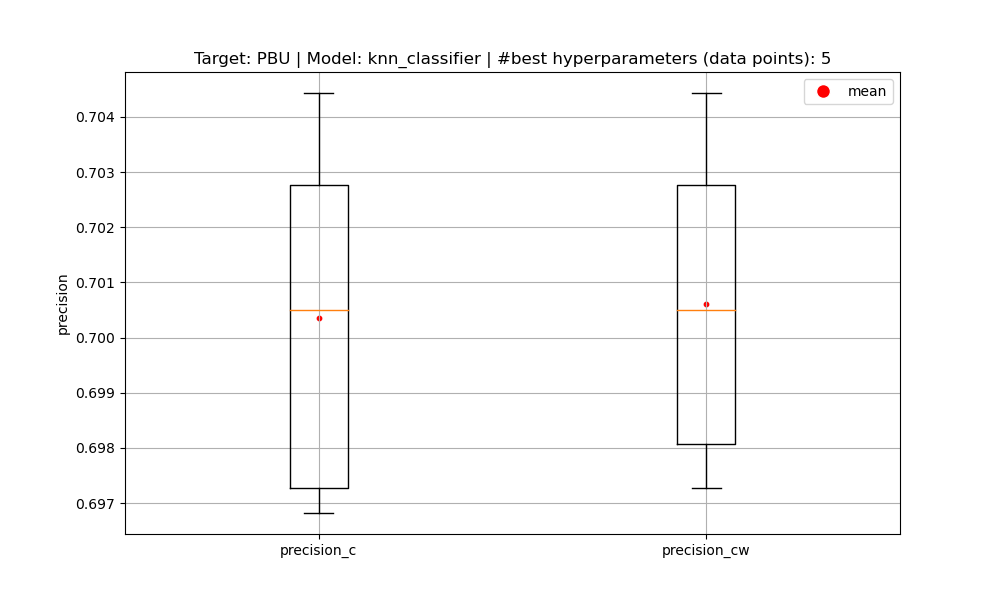 Target: PBU | Model: knn_classifier | #best hyperparameters (data points): 5
mean
0.704
0.703
0.702
0.701
0.700
0.699
0.698
0.697
precision
precision_c
precision_cw